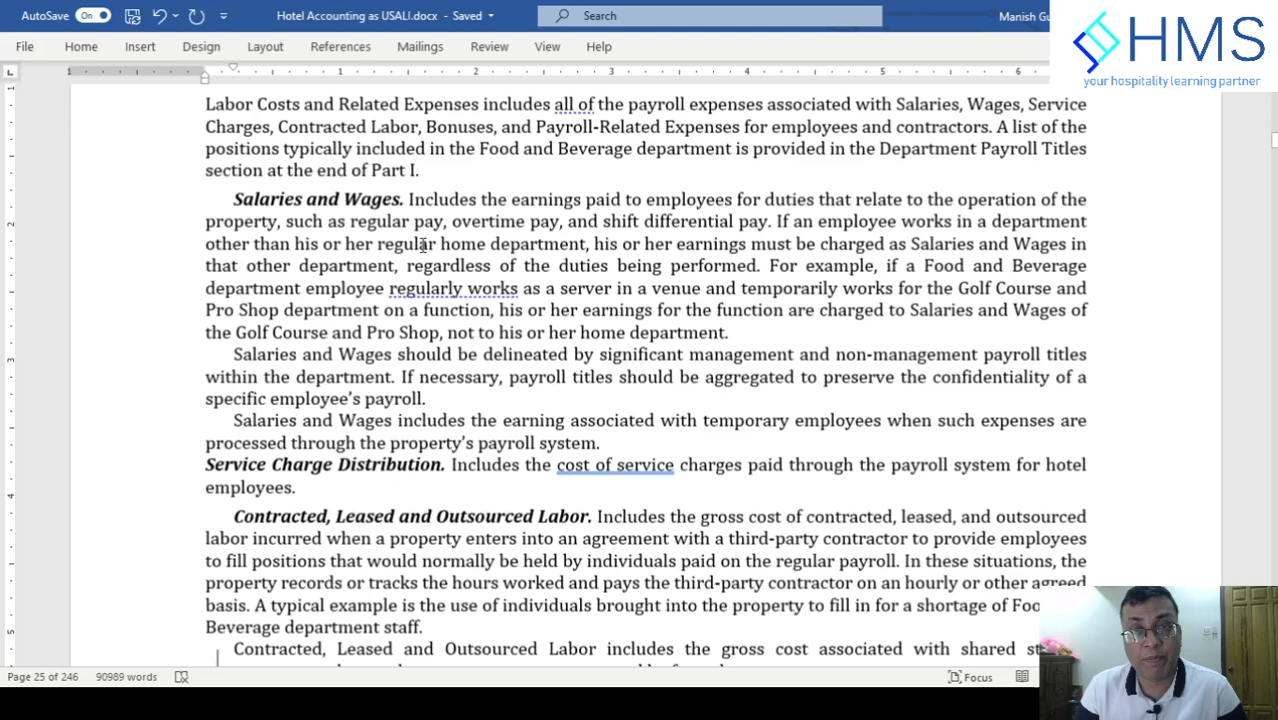 AutoSave On Hotel Accounting as USALI.docx - Saved Search Manish Gu
HMS
your hospitality learning partner
File Home Insert Design Layout References Mailings Review View Help
1 1 2 3 4 5 6
Labor Costs and Related Expenses includes all of the payroll expenses associated with Salaries, Wages, Service
Charges, Contracted Labor, Bonuses, and Payroll-Related Expenses for employees and contractors. A list of the
positions typically included in the Food and Beverage department is provided in the Department Payroll Titles
section at the end of Part I.
Salaries and Wages. Includes the earnings paid to employees for duties that relate to the operation of the
property, such as regular pay, overtime pay, and shift differential pay. If an employee works in a department
other than his or her regular home department, his or her earnings must be charged as Salaries and Wages in
that other department, regardless of the duties being performed. For example, if a Food and Beverage
department employee regularly works as a server in a venue and temporarily works for the Golf Course and
Pro Shop department on a function, his or her earnings for the function are charged to Salaries and Wages of
the Golf Course and Pro Shop, not to his or her home department.
Salaries and Wages should be delineated by significant management and non-management payroll titles
within the department. If necessary, payroll titles should be aggregated to preserve the confidentiality of a
specific employee's payroll.
Salaries and Wages includes the earning associated with temporary employees when such expenses are
processed through the property's payroll system.
Service Charge Distribution. Includes the cost of service charges paid through the payroll system for hotel
employees.
Contracted, Leased and Outsourced Labor. Includes the gross cost of contracted, leased, and outsourced
labor incurred when a property enters into an agreement with a third-party contractor to provide employees
to fill positions that would normally be held by individuals paid on the regular payroll. In these situations, the
property records or tracks the hours worked and pays the third-party contractor on an hourly or other agreed
basis. A typical example is the use of individuals brought into the property to fill in for a shortage of Foo
Beverage department staff.
Contracted, Leased and Outsourced Labor includes the gross cost associated with shared st
Page 25 of 246 90989 words Focus